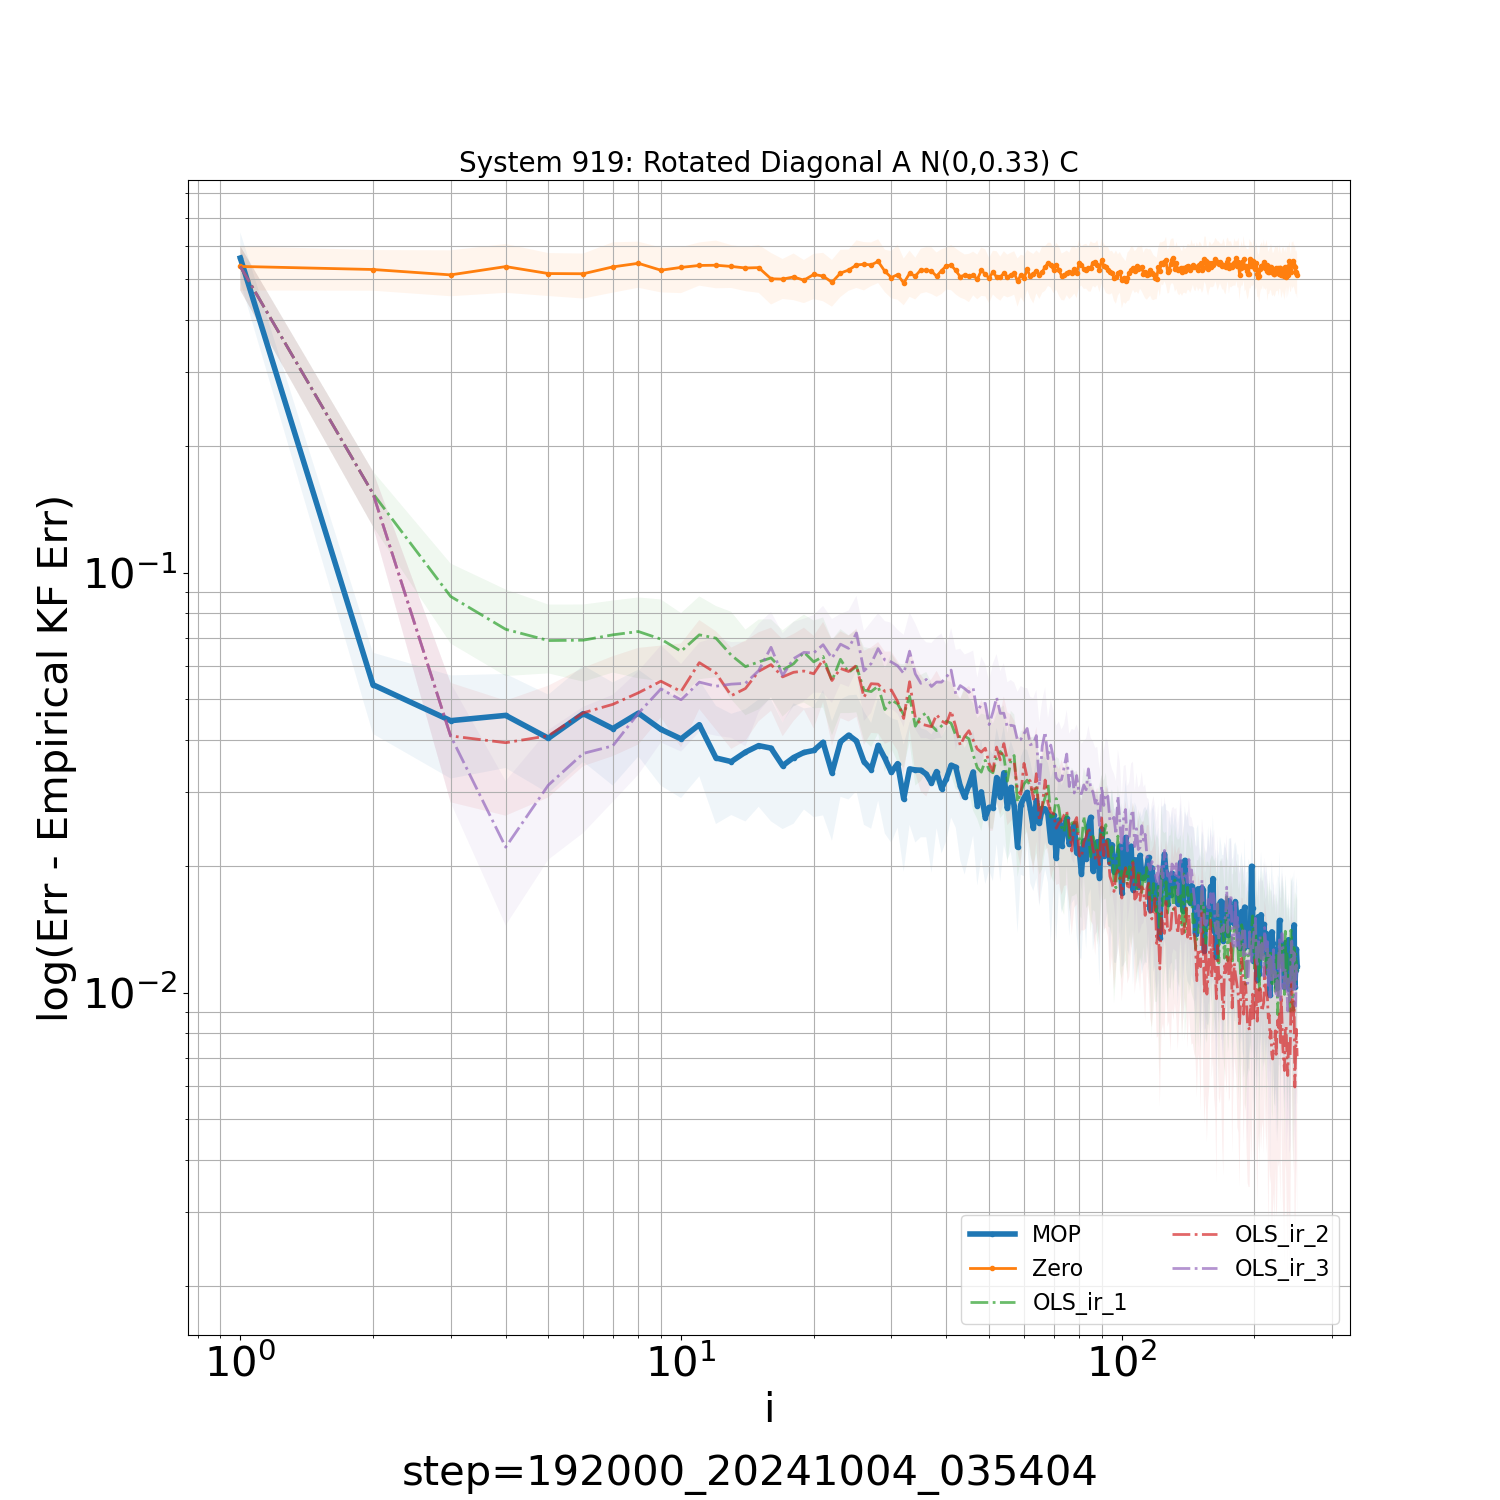 System 919: Rotated Diagonal A N(0,0.33) C
log(Err - Empirical KF Err)
10⁻¹
10⁻²
MOP
Zero
OLS_ir_1
OLS_ir_2
OLS_ir_3
10⁰ 10¹ 10²
i
step=192000_20241004_035404